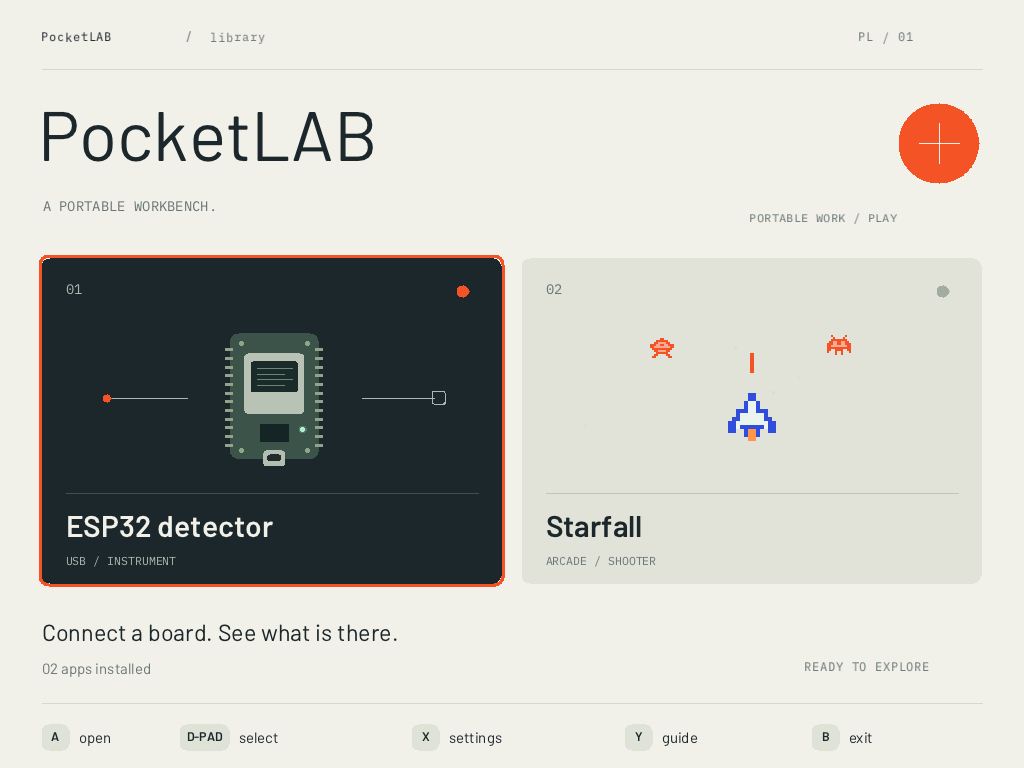 PocketLAB / library PL / 01
PocketLAB
A PORTABLE WORKBENCH.
PORTABLE WORK / PLAY
01
ESP32 detector
USB / INSTRUMENT
02
Starfall
ARCADE / SHOOTER
Connect a board. See what is there.
02 apps installed
READY TO EXPLORE
A open D-PAD select X settings Y guide B exit